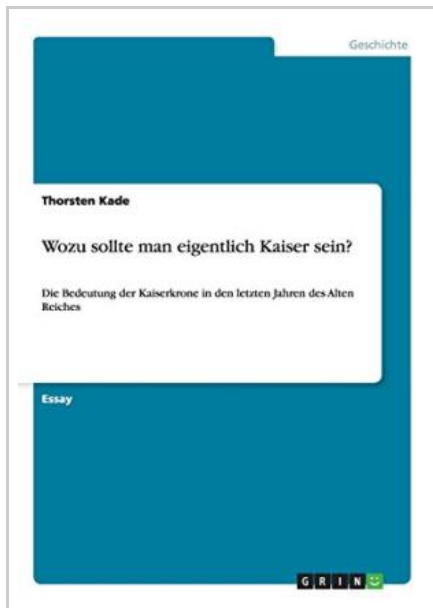 Geschichte
Thorsten Kade
Wozu sollte man eigentlich Kaiser sein?
Die Bedeutung der Kaiserkrone in den letzten Jahren des Alten
Reiches
Essay
GRIN